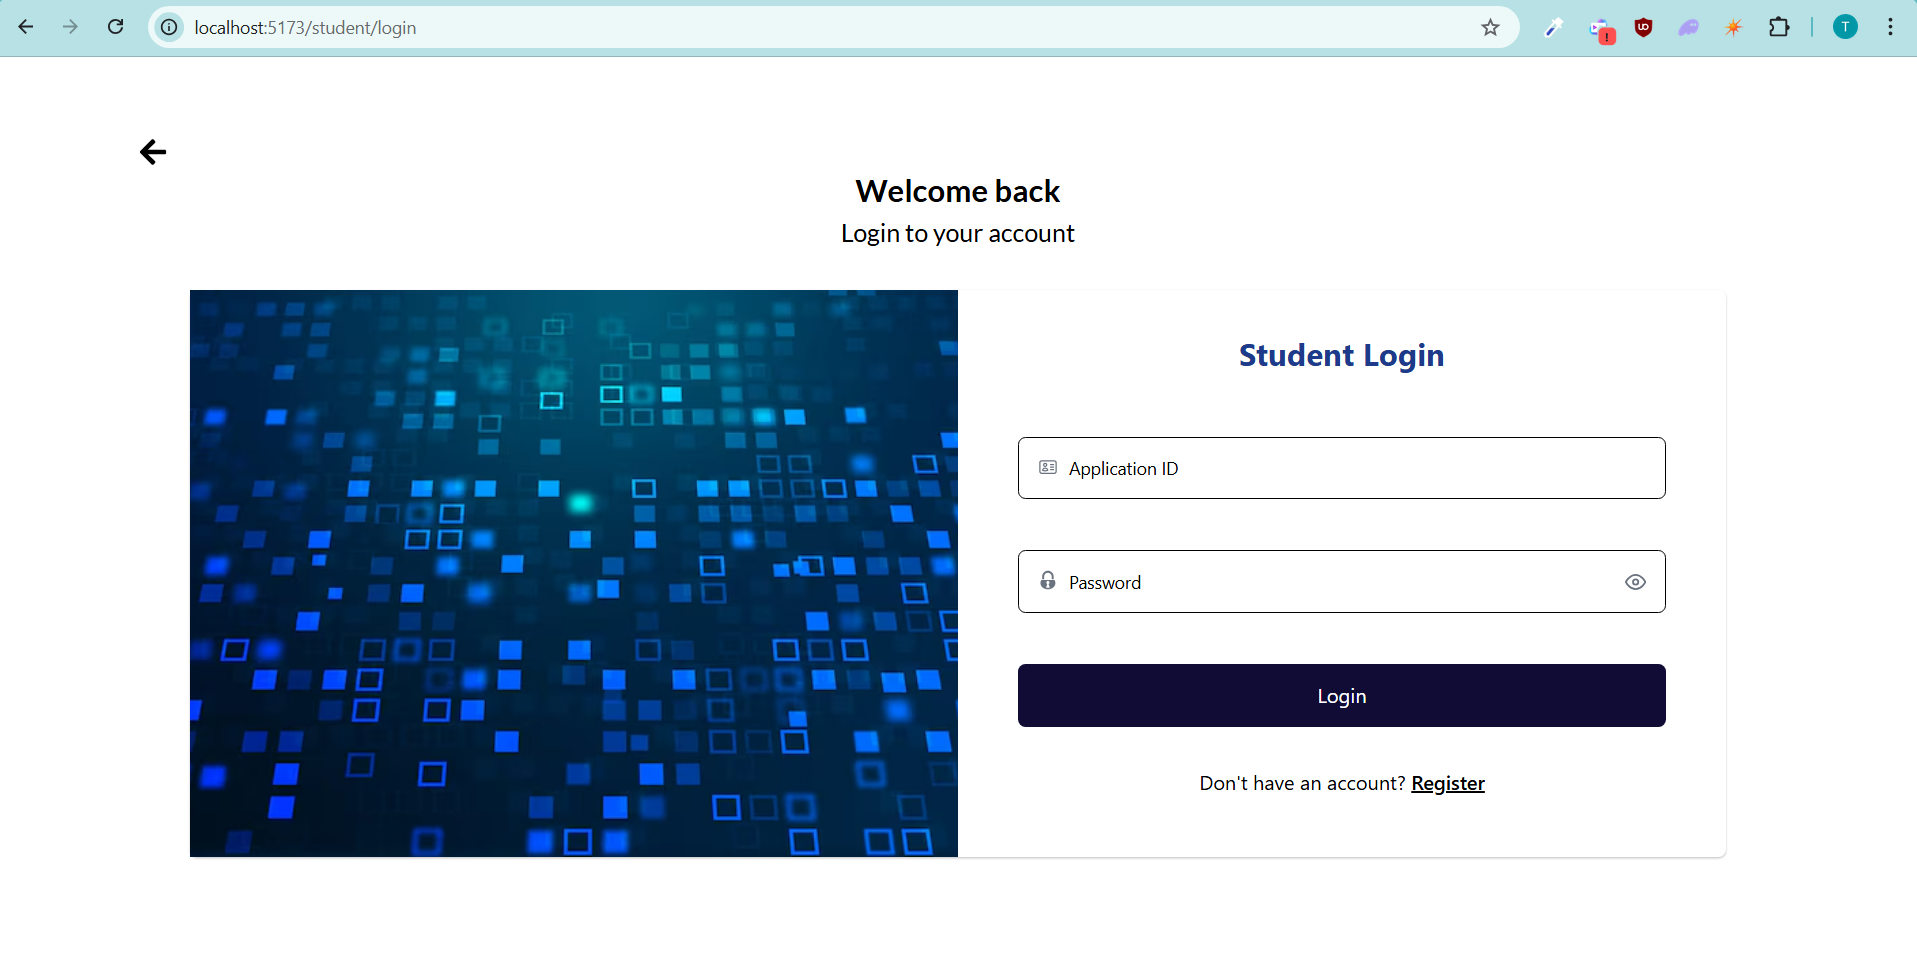 localhost:5173/student/login
T
Welcome back
Login to your account
Student Login
Application ID
Password
Login
Don't have an account? Register